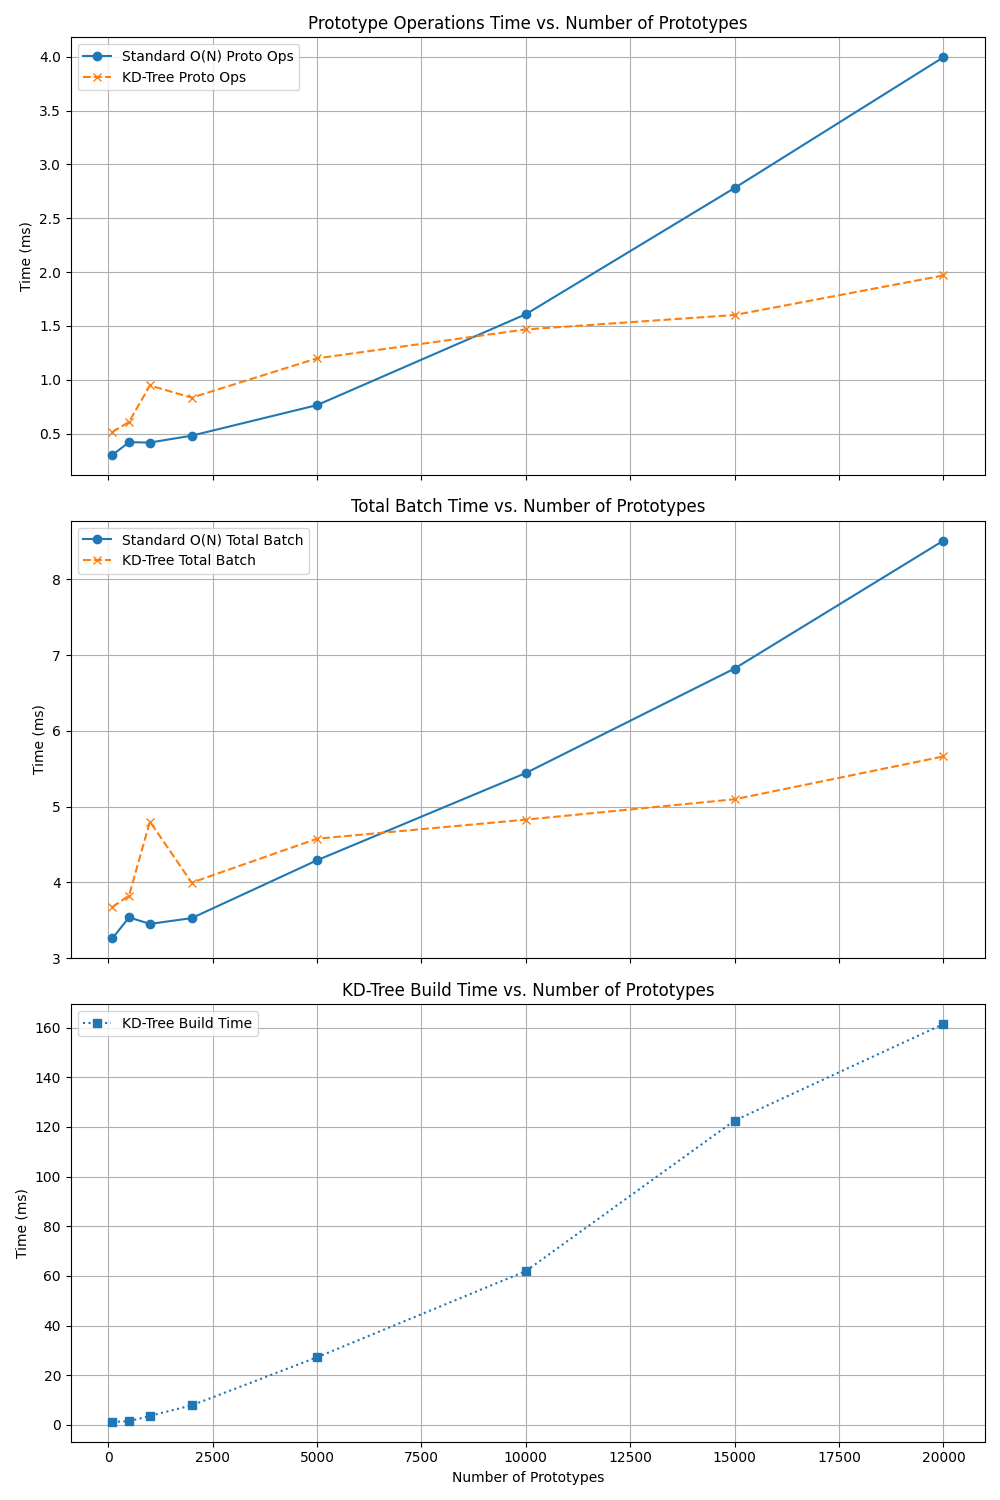 Prototype Operations Time vs. Number of Prototypes
Standard O(N) Proto Ops
KD-Tree Proto Ops
4.0
3.5
3.0
2.5
2.0
1.5
1.0
0.5
Time (ms)
Total Batch Time vs. Number of Prototypes
Standard O(N) Total Batch
KD-Tree Total Batch
8
7
6
5
4
3
Time (ms)
KD-Tree Build Time vs. Number of Prototypes
KD-Tree Build Time
160
140
120
100
80
60
40
20
0
Time (ms)
0 2500 5000 7500 10000 12500 15000 17500 20000
Number of Prototypes